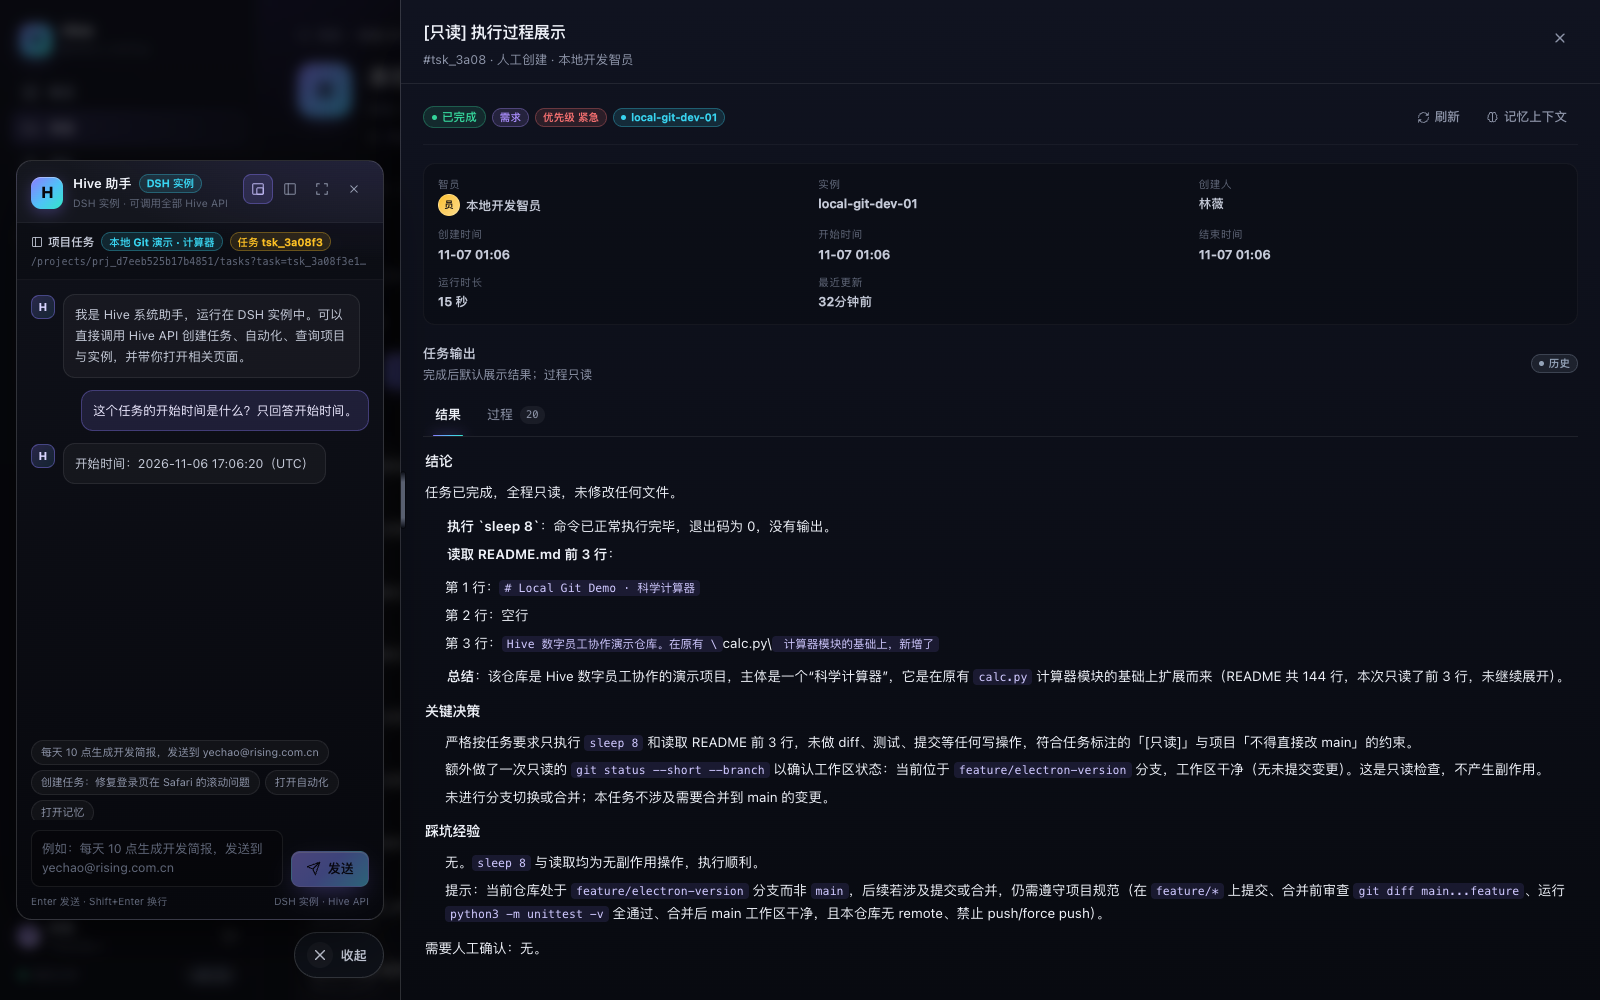 [只读] 执行过程展示
#tsk_3a08 · 人工创建 · 本地开发智员
已完成
需求
优先级 紧急
local-git-dev-01
刷新
记忆上下文
智员
员 本地开发智员
实例
local-git-dev-01
创建人
林薇
创建时间
11-07 01:06
开始时间
11-07 01:06
结束时间
11-07 01:06
运行时长
15 秒
最近更新
32分钟前
任务输出
完成后默认展示结果；过程只读
历史
结果
过程 20
结论
任务已完成，全程只读，未修改任何文件。
执行 `sleep 8`：命令已正常执行完毕，退出码为 0，没有输出。
读取 README.md 前 3 行：
第 1 行：# Local Git Demo · 科学计算器
第 2 行：空行
第 3 行：Hive 数字员工协作演示仓库。在原有 \calc.py\ 计算器模块的基础上，新增了
总结：该仓库是 Hive 数字员工协作的演示项目，主体是一个“科学计算器”，它是在原有 calc.py 计算器模块的基础上扩展而来（README 共 144 行，本次只读了前 3 行，未继续展开）。
关键决策
严格按任务要求只执行 sleep 8 和读取 README 前 3 行，未做 diff、测试、提交等任何写操作，符合任务标注的「[只读]」与项目「不得直接改 main」的约束。
额外做了一次只读的 git status --short --branch 以确认工作区状态：当前位于 feature/electron-version 分支，工作区干净（无未提交变更）。这是只读检查，不产生副作用。
未进行分支切换或合并；本任务不涉及需要合并到 main 的变更。
踩坑经验
无。sleep 8 与读取均为无副作用操作，执行顺利。
提示：当前仓库处于 feature/electron-version 分支而非 main，后续若涉及提交或合并，仍需遵守项目规范（在 feature/* 上提交、合并前审查 git diff main...feature、运行
python3 -m unittest -v 全通过、合并后 main 工作区干净，且本仓库无 remote、禁止 push/force push）。
需要人工确认：无。
H
Hive 助手
DSH 实例
DSH 实例 · 可调用全部 Hive API
项目任务
本地 Git 演示 · 计算器
任务 tsk_3a08f3
/projects/prj_d7eeb525b17b4851/tasks?task=tsk_3a08f3e1…
H
我是 Hive 系统助手，运行在 DSH 实例中。可以
直接调用 Hive API 创建任务、自动化、查询项目
与实例，并带你打开相关页面。
这个任务的开始时间是什么？只回答开始时间。
H
开始时间：2026-11-06 17:06:20（UTC）
每天 10 点生成开发简报，发送到 yechao@rising.com.cn
创建任务：修复登录页在 Safari 的滚动问题
打开自动化
打开记忆
例如：每天 10 点生成开发简报，发送到
yechao@rising.com.cn
发送
Enter 发送 · Shift+Enter 换行
DSH 实例 · Hive API
收起